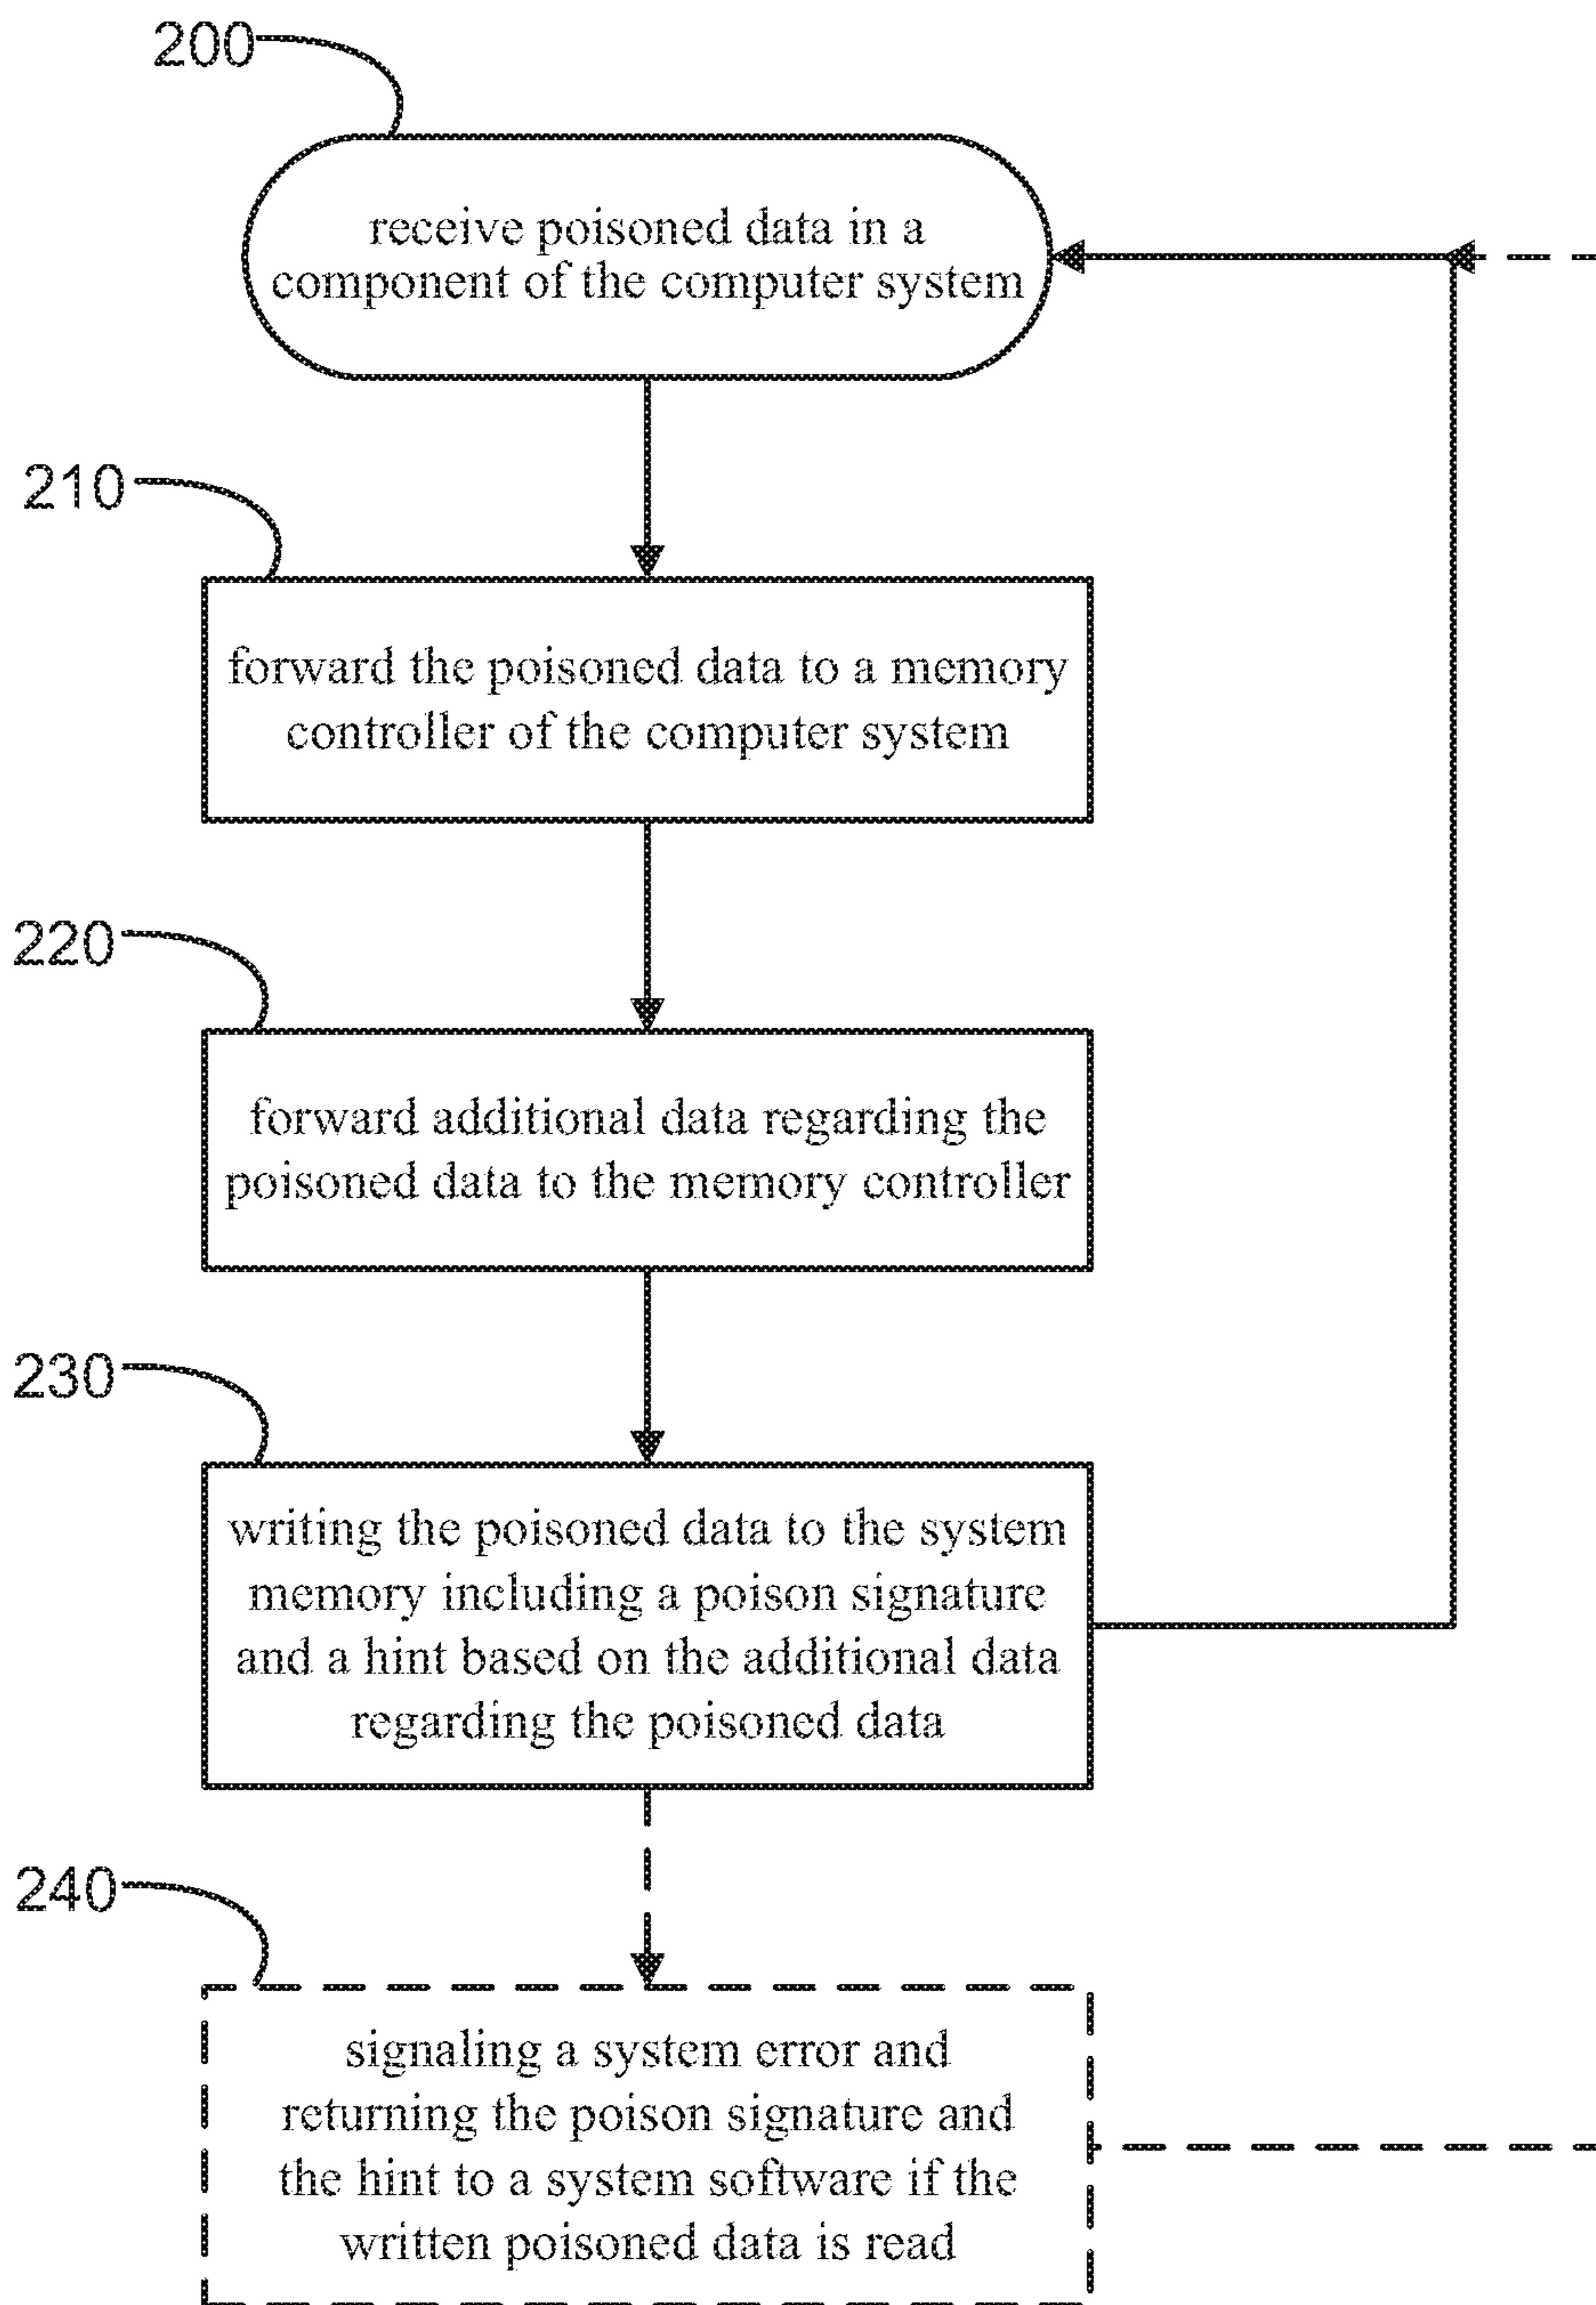 200
receive poisoned data in a
component of the computer system
210
forward the poisoned data to a memory
controller of the computer system
220
forward additional data regarding the
poisoned data to the memory controller
230
writing the poisoned data to the system
memory including a poison signature
and a hint based on the additional data
regarding the poisoned data
240
signaling a system error and
returning the poison signature and
the hint to a system software if the
written poisoned data is read